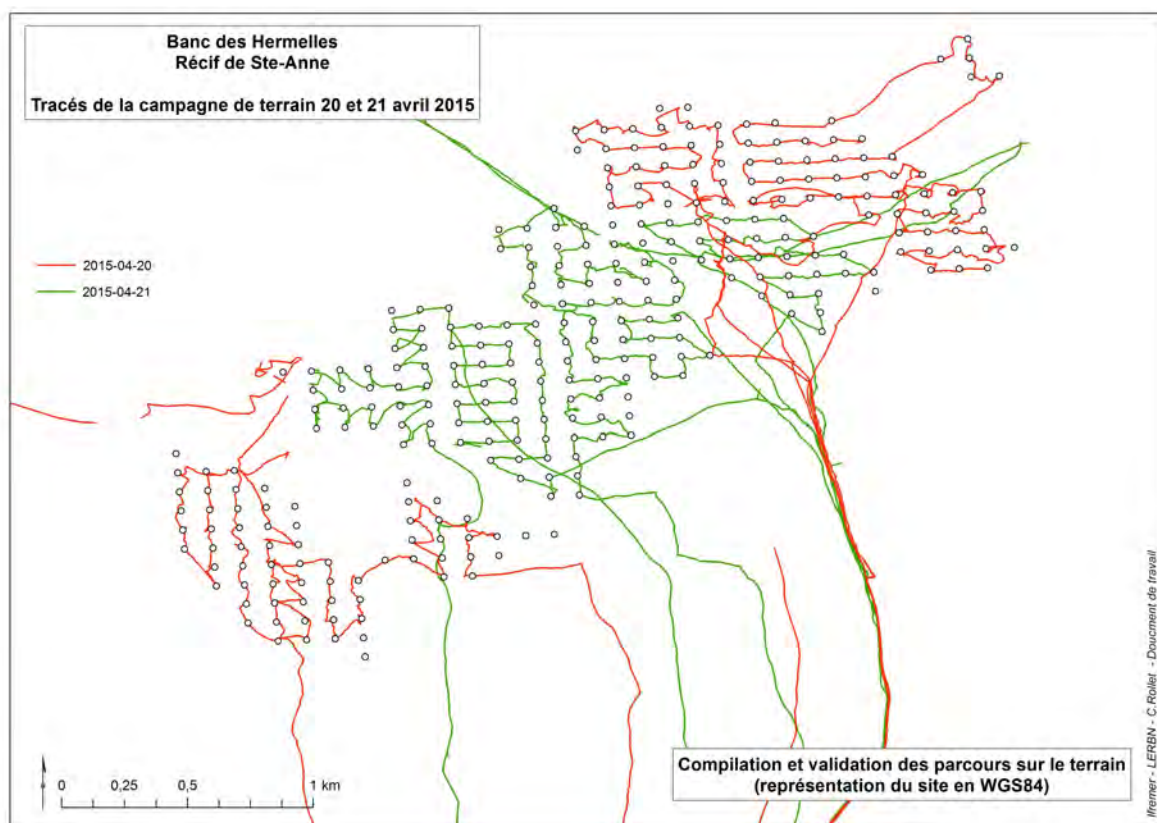 Banc des Hermelles
Récif de Ste-Anne
Tracés de la campagne de terrain 20 et 21 avril 2015
2015-04-20
2015-04-21
0 0,25 0,5 1 km
Compilation et validation des parcours sur le terrain
(représentation du site en WGS84)
Ifremer - LERBN - C.Rollet - Doucment de travail